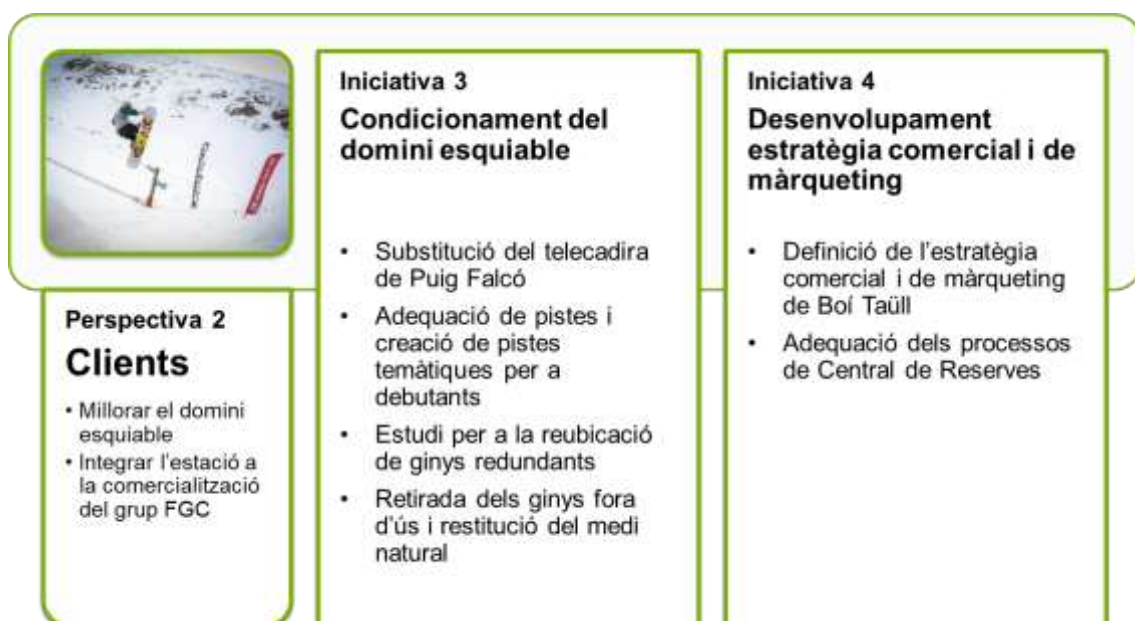 Perspectiva 2
Clients
• Millorar el domini
esquiable
• Integrar l'estació a
la comercialització
del grup FGC
Iniciativa 3
Condicionament del
domini esquiable
• Substitució del telecadira
de Puig Falcó
• Adequació de pistes i
creació de pistes
temàtiques per a
debutants
• Estudi per a la reubicació
de ginys redundants
• Retirada dels ginys fora
d'ús i restitució del medi
natural
Iniciativa 4
Desenvolupament
estratègia comercial i de
màrqueting
• Definició de l'estratègia
comercial i de màrqueting
de Boí Taüll
• Adequació dels processos
de Central de Reserves